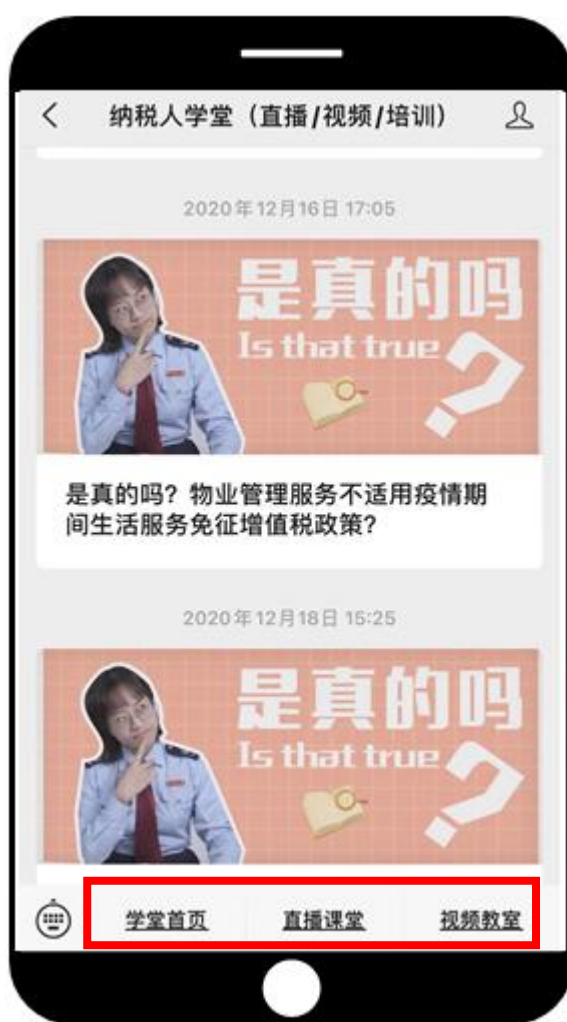 纳税人学堂（直播/视频/培训）
2020年12月16日 17:05
是真的吗
Is that true
?
是真的吗？物业管理服务不适用疫情期
间生活服务免征增值税政策？
2020年12月18日 15:25
是真的吗
Is that true
?
学堂首页 直播课堂 视频教室